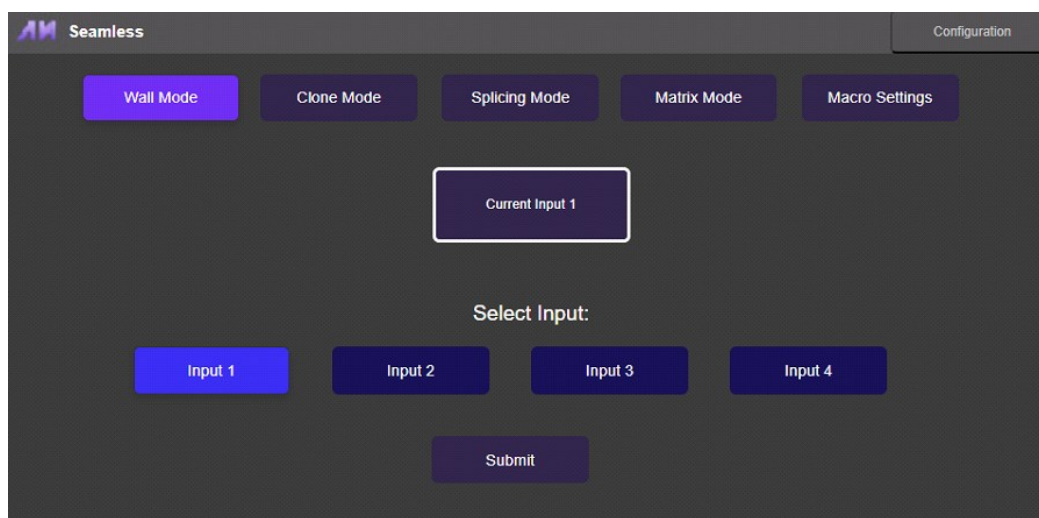 AM Seamless
Configuration
Wall Mode Clone Mode Splicing Mode Matrix Mode Macro Settings
Current Input 1
Select Input:
Input 1 Input 2 Input 3 Input 4
Submit